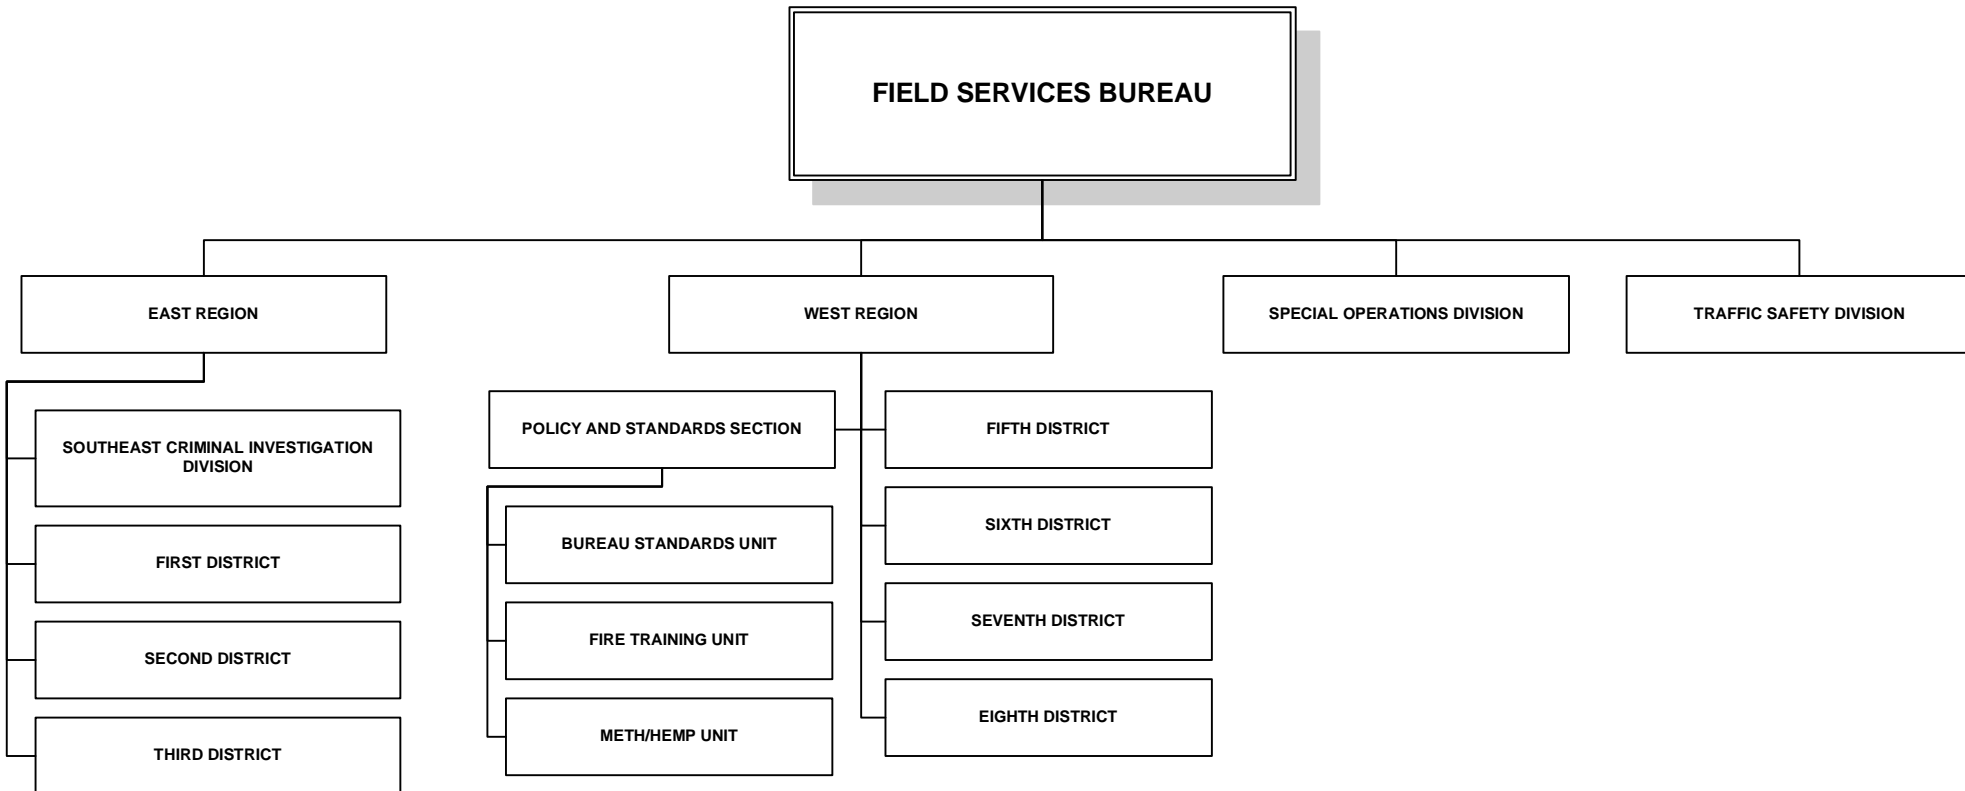 FIELD SERVICES BUREAU
EAST REGION
WEST REGION
SPECIAL OPERATIONS DIVISION
TRAFFIC SAFETY DIVISION
SOUTHEAST CRIMINAL INVESTIGATION
DIVISION
FIRST DISTRICT
SECOND DISTRICT
THIRD DISTRICT
POLICY AND STANDARDS SECTION
BUREAU STANDARDS UNIT
FIRE TRAINING UNIT
METH/HEMP UNIT
FIFTH DISTRICT
SIXTH DISTRICT
SEVENTH DISTRICT
EIGHTH DISTRICT